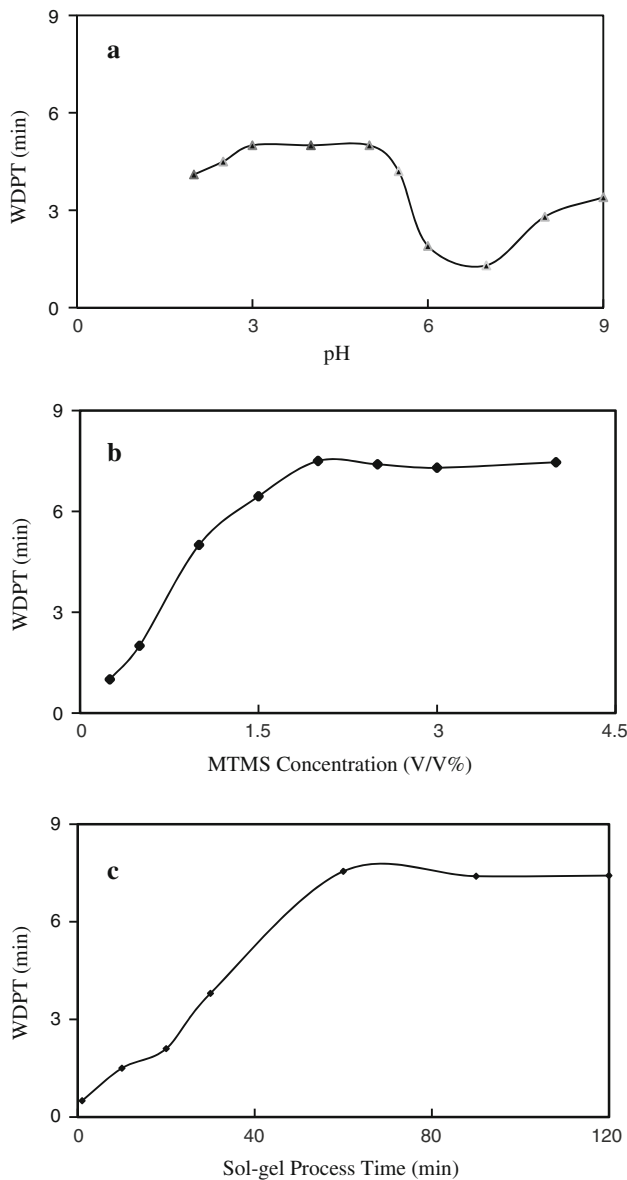 a
9
6
3
0
WDPT (min)
0 3 6 9
pH
b
9
6
3
0
WDPT (min)
0 1.5 3 4.5
MTMS Concentration (V/V%)
c
9
6
3
0
WDPT (min)
0 40 80 120
Sol-gel Process Time (min)